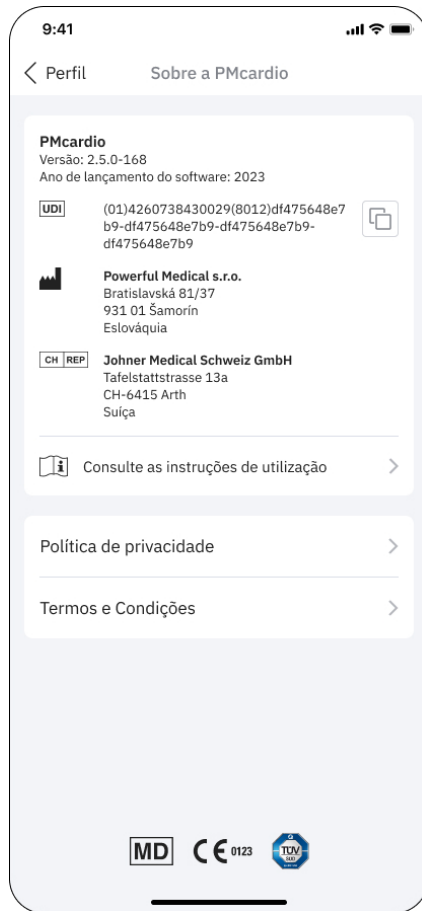 9:41
Perfil
Sobre a PMcardio
PMcardio
Versão: 2.5.0-168
Ano de lançamento do software: 2023
UDI
(01)4260738430029(8012)df475648e7
b9-df475648e7b9-df475648e7b9-
df475648e7b9
Powerful Medical s.r.o.
Bratislavská 81/37
931 01 Šamorín
Eslováquia
CH REP
Johner Medical Schweiz GmbH
Tafelstattstrasse 13a
CH-6415 Arth
Suíça
Consulte as instruções de utilização
Política de privacidade
Termos e Condições
MD
CE 0123
TÜV
SÜD